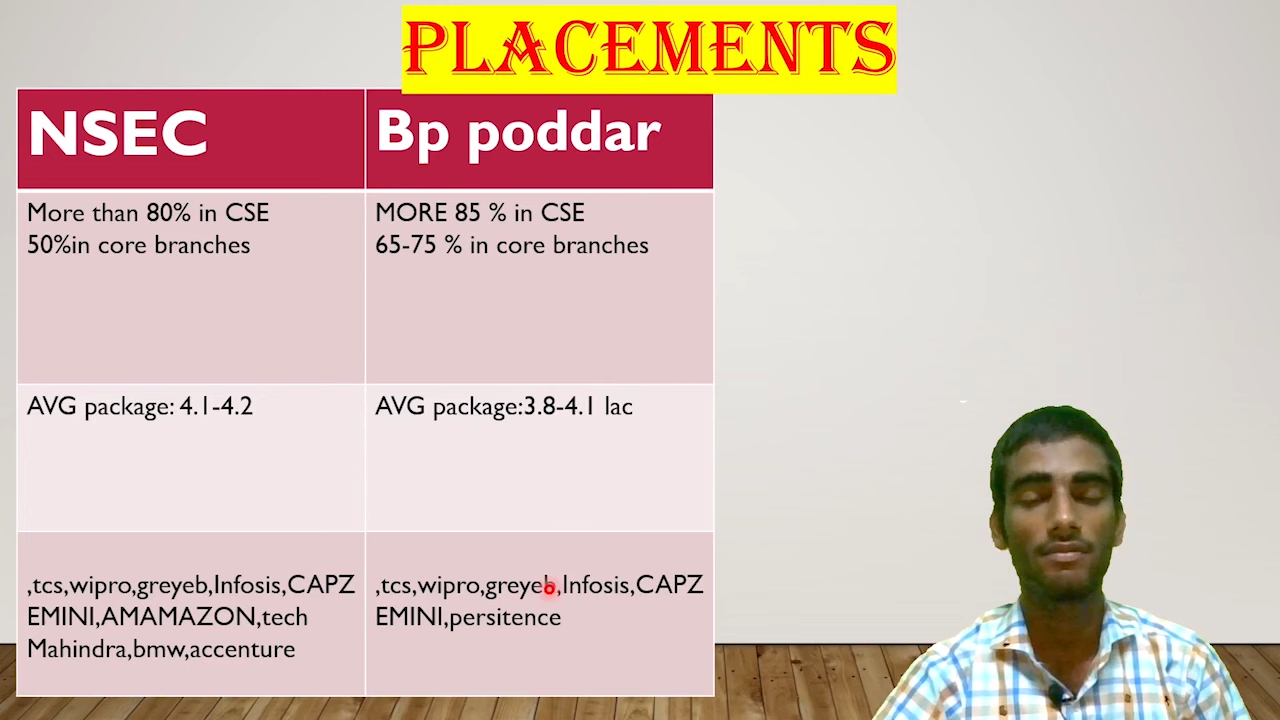 PLACEMENTS
NSEC
Bp poddar
More than 80% in CSE
50%in core branches
MORE 85 % in CSE
65-75 % in core branches
AVG package: 4.1-4.2
AVG package:3.8-4.1 lac
,tcs,wipro,greyeb,Infosis,CAPZ
EMINI,AMAMAZON,tech
Mahindra,bmw,accenture
,tcs,wipro,greyeb,Infosis,CAPZ
EMINI,persitence